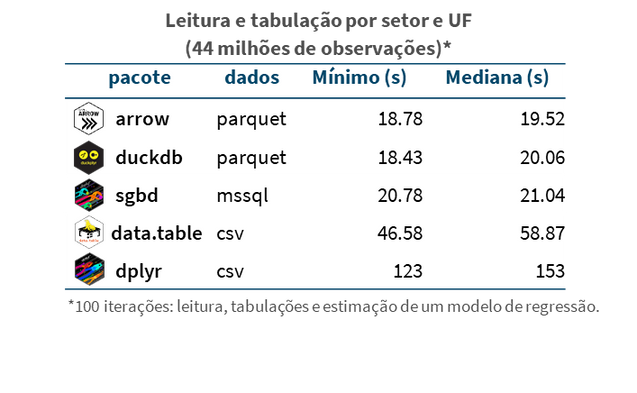 Leitura e tabulação por setor e UF
(44 milhões de observações)*
pacote dados Mínimo (s) Mediana (s)
ARROW
arrow parquet 18.78 19.52
duckdb parquet 18.43 20.06
sgbd mssql 20.78 21.04
data.table csv 46.58 58.87
dplyr csv 123 153
*100 iterações: leitura, tabulações e estimação de um modelo de regressão.